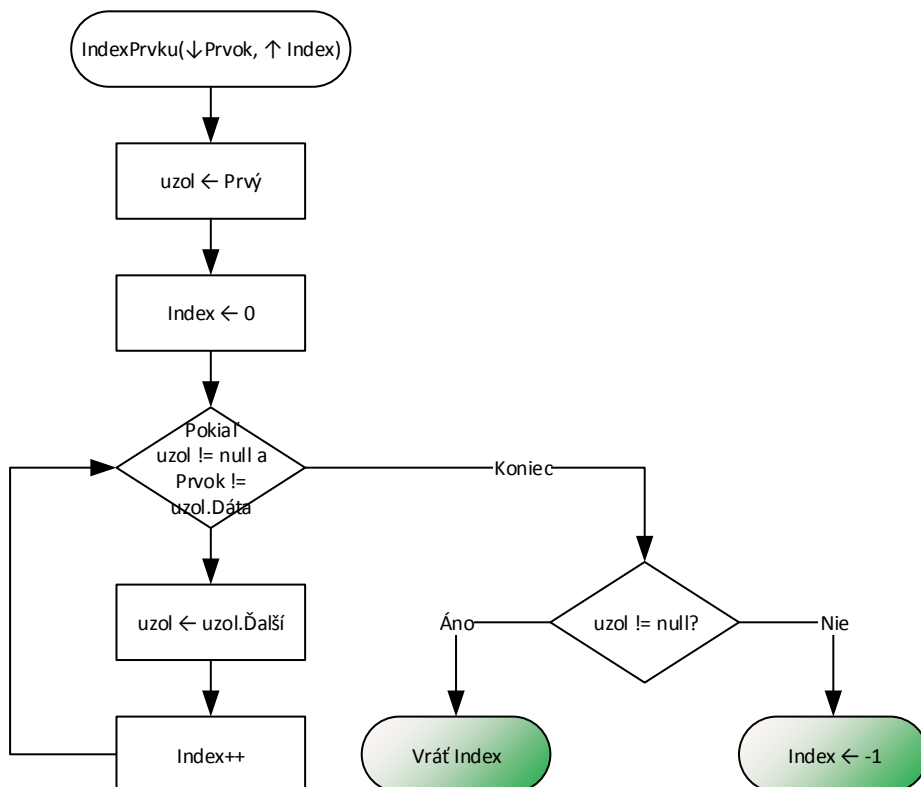 IndexPrvku(↓Prvok, ↑ Index)
uzol ← Prvý
Index ← 0
Pokiaľ
uzol != null a
Prvok !=
uzol.Dáta
Koniec
uzol ← uzol.Ďalší
uzol != null?
Áno
Nie
Index++
Vráť Index
Index ← -1